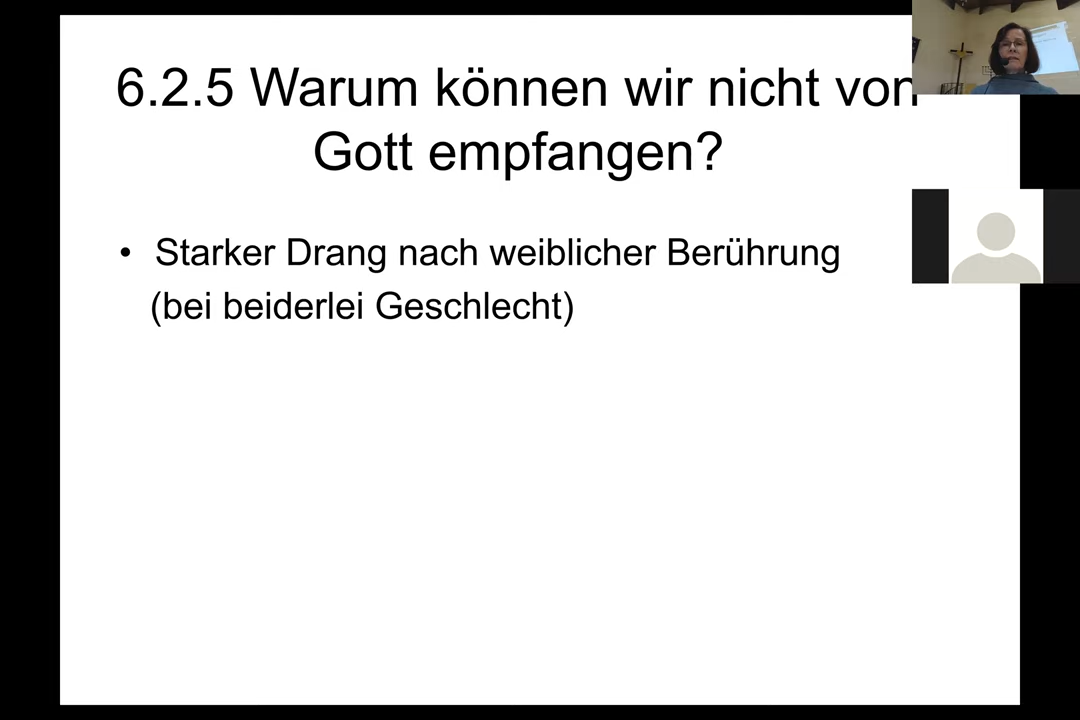 6.2.5 Warum können wir nicht von
Gott empfangen?
• Starker Drang nach weiblicher Berührung
(bei beiderlei Geschlecht)